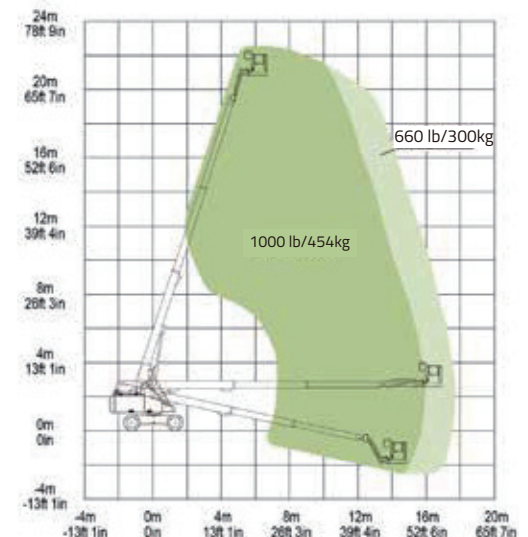 24m
78ft 9in
20m
65ft 7in
16m
52ft 6in
12m
39ft 4in
8m
26ft 3in
4m
13ft 1in
0m
0in
-4m
-13ft 1in
660 lb/300kg
1000 lb/454kg
-4m 0m 4m 8m 12m 16m 20m
-13ft 1in 0in 13ft 1in 26ft 3in 39ft 4in 52ft 6in 65ft 7in